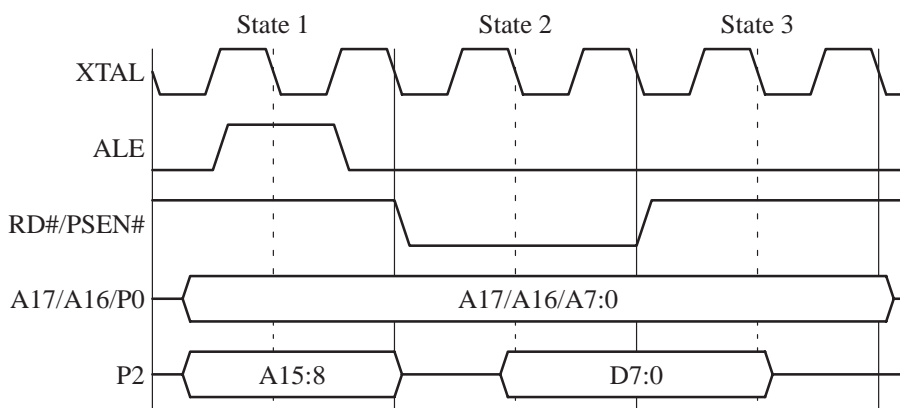 State 1 State 2 State 3
XTAL
ALE
RD#/PSEN#
A17/A16/P0 A17/A16/A7:0
P2 A15:8 D7:0